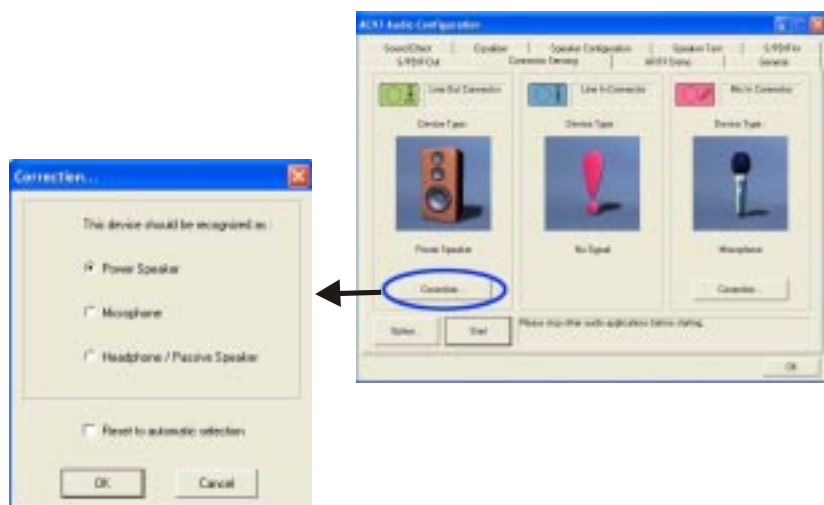 AC97 Audio Configuration
Sound Effect Equalizer Speaker Configuration Speaker Test S/PDIF In
S/PDIF Out Connector Sensing General
Line Out Connector
Line In Connector
Mic In Connector
Device Type:
Device Type:
Device Type:
Power Speaker
No Signal
Microphone
Correction...
Correction...
Option... Start
Please stop other audio applications before starting.
OK
Correction...
This device should be recognized as :
Power Speaker
Microphone
Headphone / Passive Speaker
Reset to automatic selection
OK Cancel